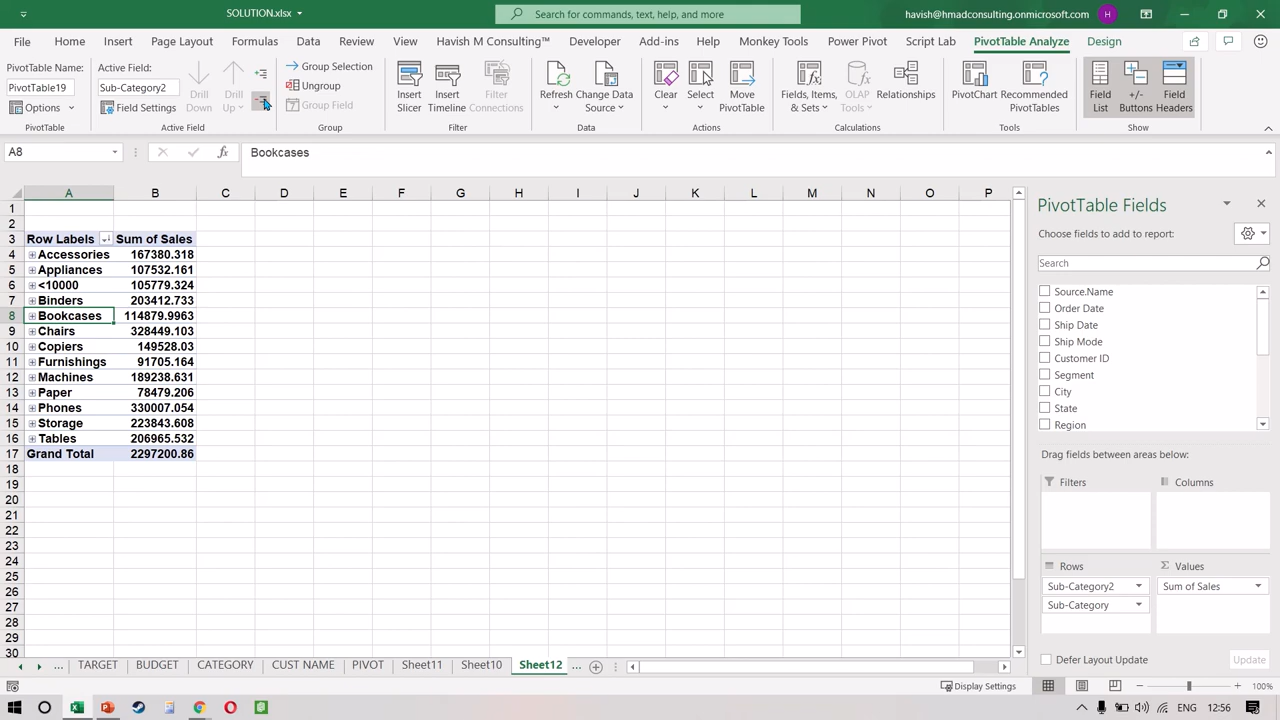 SOLUTION.xlsx
Search for commands, text, help, and more
havish@hmadconsulting.onmicrosoft.com
H
File Home Insert Page Layout Formulas Data Review View Havish M Consulting™ Developer Add-ins Help Monkey Tools Power Pivot Script Lab PivotTable Analyze Design
PivotTable Name:
PivotTable19
Options
PivotTable
Active Field:
Sub-Category2
Field Settings
Drill Down
Drill Up
Active Field
Group Selection
Ungroup
Group Field
Group
Insert Slicer
Insert Timeline
Filter Connections
Filter
Refresh
Change Data Source
Data
Clear
Select
Move PivotTable
Actions
Fields, Items, & Sets
OLAP Tools
Relationships
Calculations
PivotChart
Recommended PivotTables
Tools
Field List
+/- Buttons
Field Headers
Show
A8
fx
Bookcases
A B C D E F G H I J K L M N O P
1
2
3 Row Labels Sum of Sales
4 Accessories 167380.318
5 Appliances 107532.161
6 <10000 105779.324
7 Binders 203412.733
8 Bookcases 114879.9963
9 Chairs 328449.103
10 Copiers 149528.03
11 Furnishings 91705.164
12 Machines 189238.631
13 Paper 78479.206
14 Phones 330007.054
15 Storage 223843.608
16 Tables 206965.532
17 Grand Total 2297200.86
18
19
20
21
22
23
24
25
26
27
28
29
30
PivotTable Fields
Choose fields to add to report:
Search
Source.Name
Order Date
Ship Date
Ship Mode
Customer ID
Segment
City
State
Region
Drag fields between areas below:
Filters
Columns
Rows
Σ Values
Sub-Category2
Sub-Category
Sum of Sales
Defer Layout Update
Update
... TARGET BUDGET CATEGORY CUST NAME PIVOT Sheet11 Sheet10 Sheet12 ...
Display Settings
100%
ENG 12:56